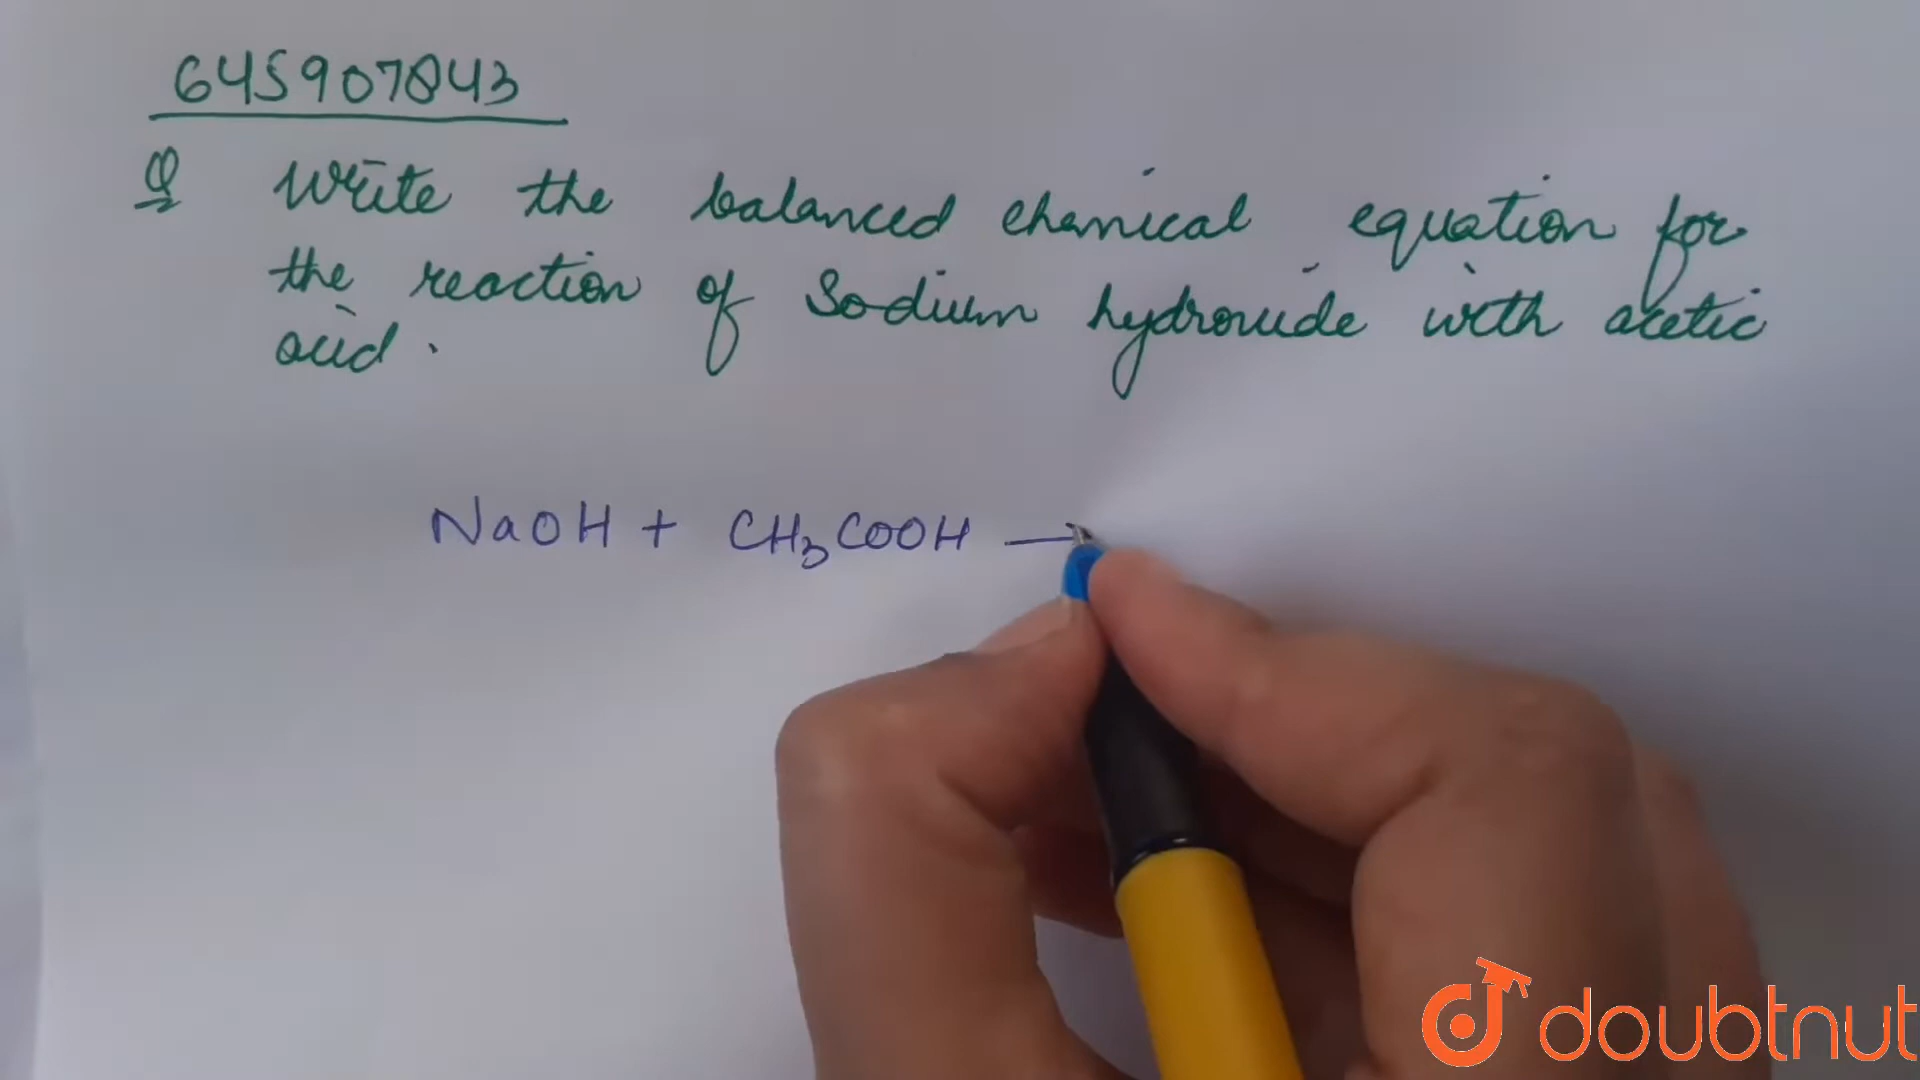 645907843
Q Write the balanced chemical equation for
the reaction of Sodium hydroxide with acetic
acid.
NaOH + CH₃COOH →
doubtnut